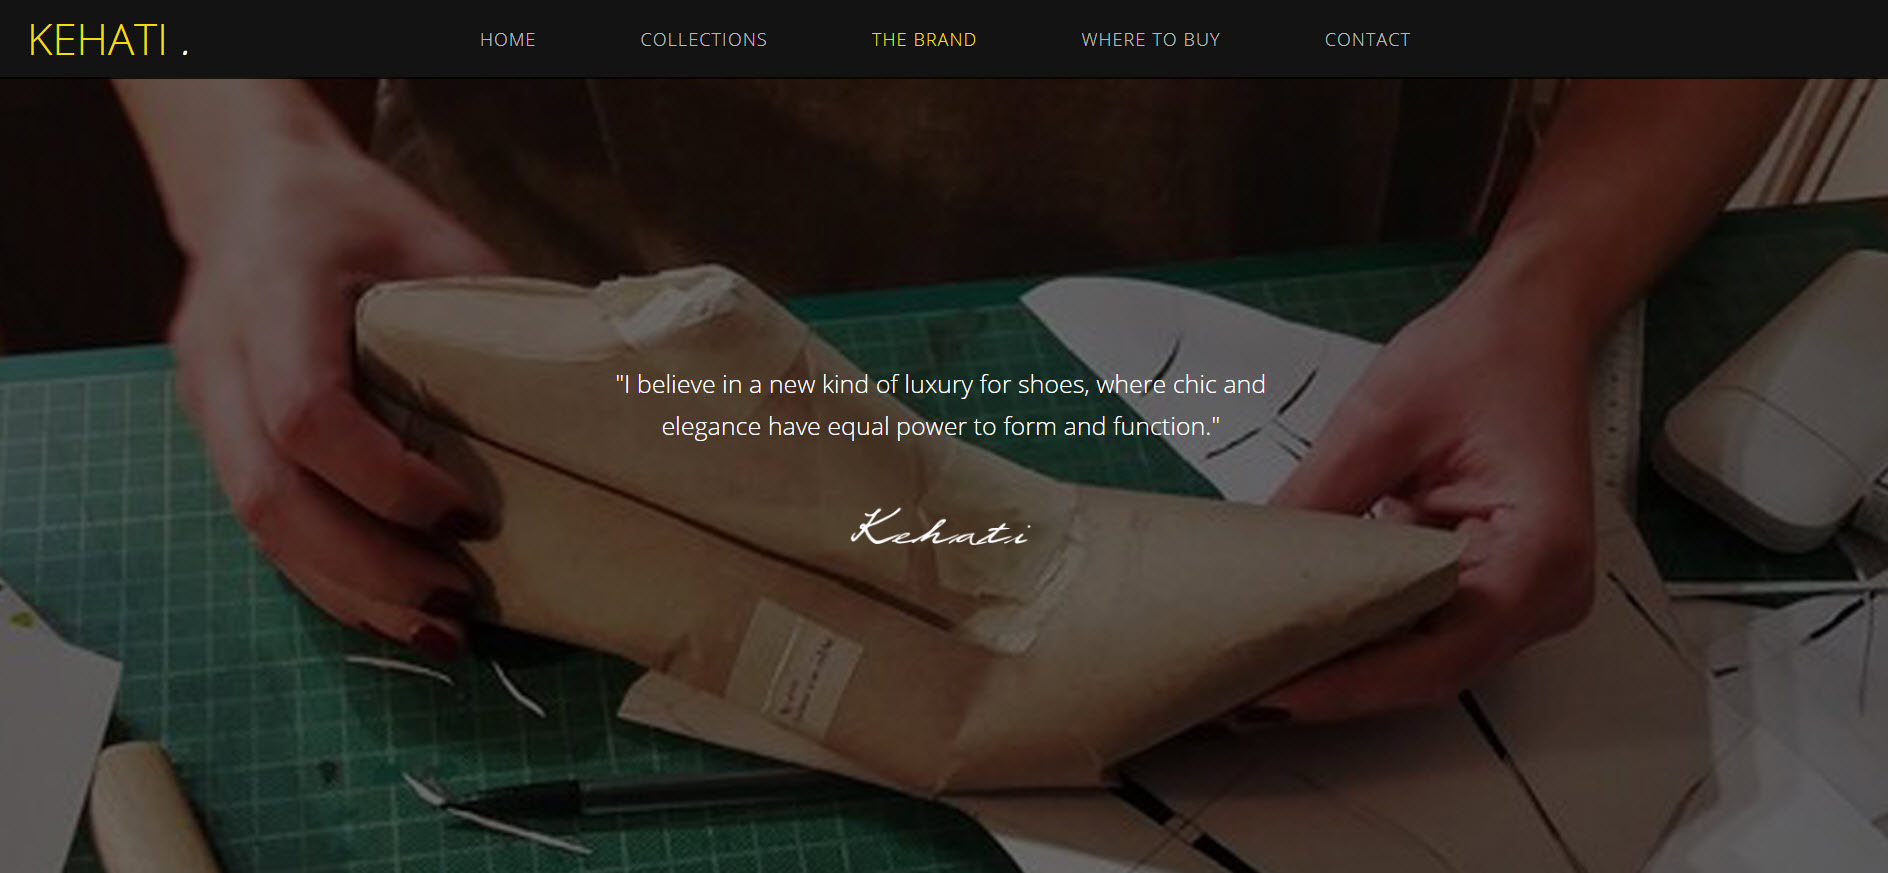 KEHATI .
HOME COLLECTIONS THE BRAND WHERE TO BUY CONTACT
"I believe in a new kind of luxury for shoes, where chic and
elegance have equal power to form and function."
Kehati